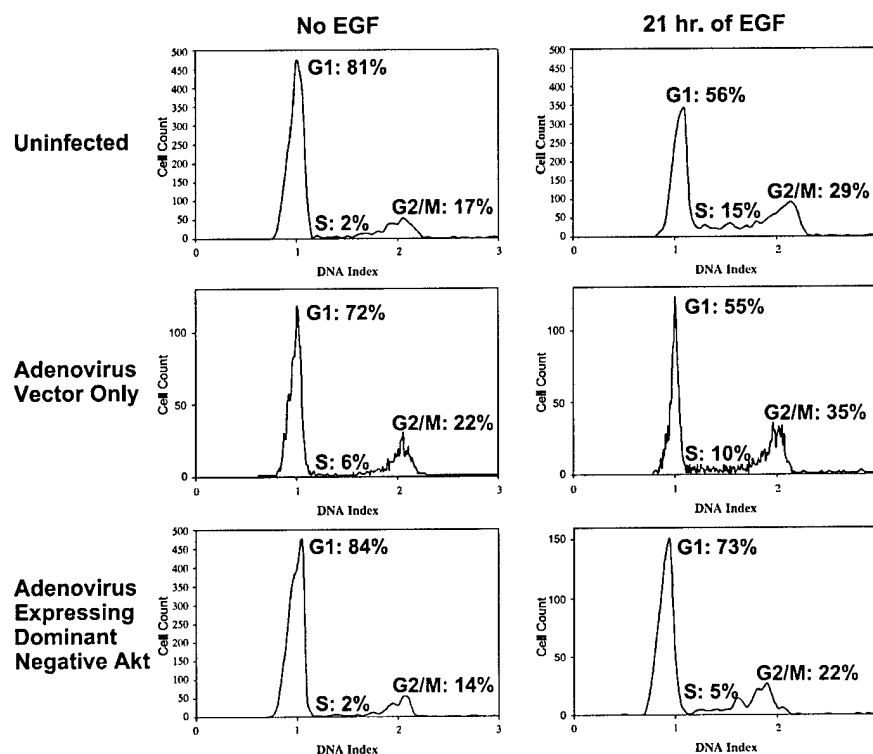 No EGF
21 hr. of EGF
Uninfected
500
450
400
350
300
250
200
150
100
50
0
Cell Count
G1: 81%
S: 2%
G2/M: 17%
0
1
2
3
DNA Index
500
450
400
350
300
250
200
150
100
50
0
Cell Count
G1: 56%
S: 15%
G2/M: 29%
0
1
2
DNA Index
Adenovirus
Vector Only
100
50
0
Cell Count
G1: 72%
S: 6%
G2/M: 22%
0
1
2
3
DNA Index
100
50
0
Cell Count
G1: 55%
S: 10%
G2/M: 35%
0
1
2
DNA Index
Adenovirus
Expressing
Dominant
Negative Akt
500
450
400
350
300
250
200
150
100
50
0
Cell Count
G1: 84%
S: 2%
G2/M: 14%
0
1
2
3
DNA Index
150
100
50
0
Cell Count
G1: 73%
S: 5%
G2/M: 22%
0
1
2
DNA Index